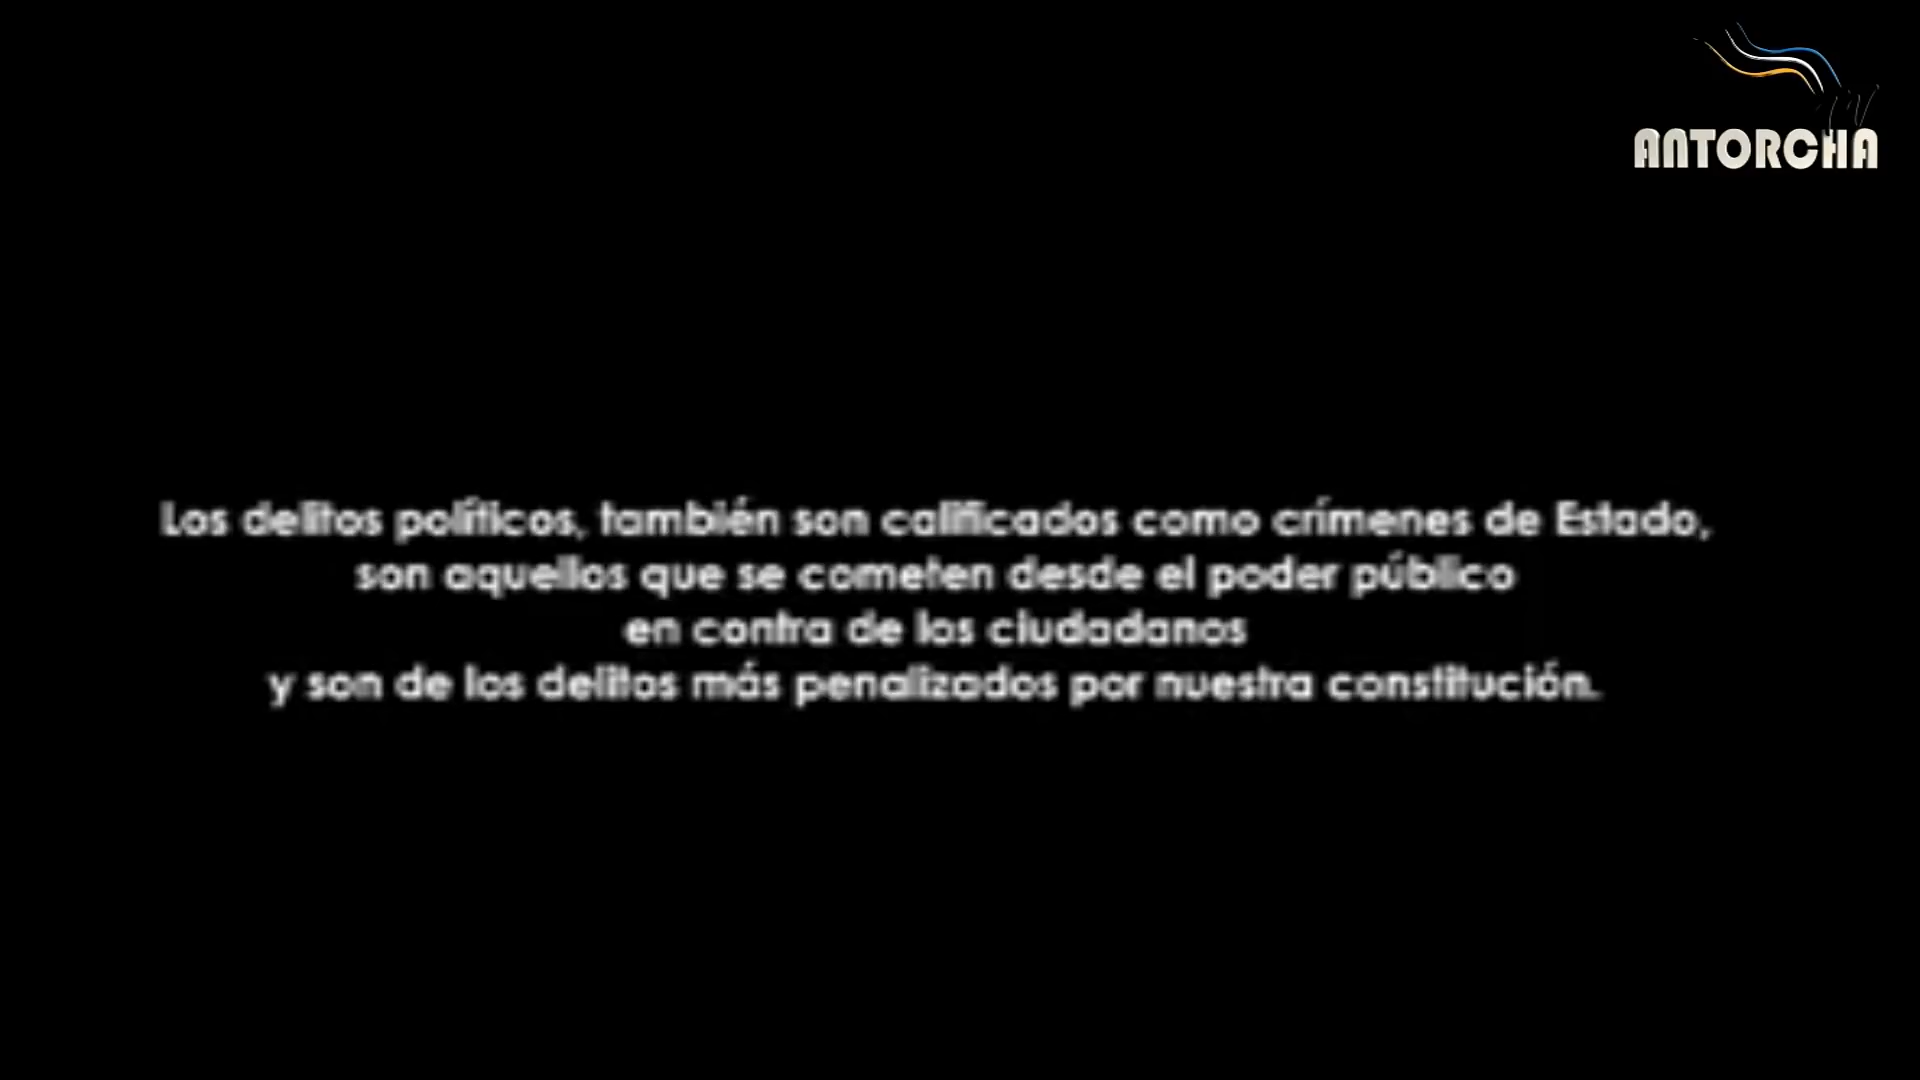 ANTORCHA
Los delitos políticos, también son calificados como crímenes de Estado,
son aquellos que se cometen desde el poder público
en contra de los ciudadanos
y son de los delitos más penalizados por nuestra constitución.